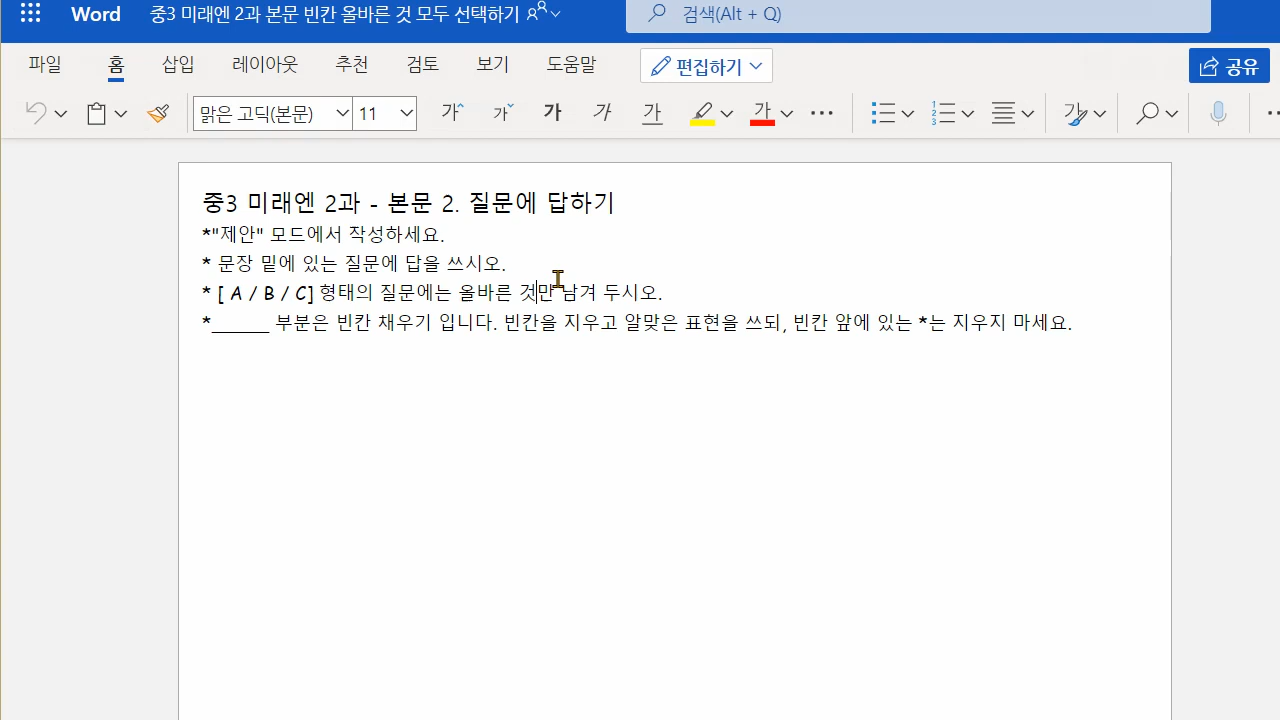 Word 중3 미래엔 2과 본문 빈칸 올바른 것 모두 선택하기 검색(Alt + Q)
파일 홈 삽입 레이아웃 추천 검토 보기 도움말 편집하기 공유
맑은 고딕(본문) 11 가^ 가ˇ 가 가 가 가 가
중3 미래엔 2과 - 본문 2. 질문에 답하기
*"제안" 모드에서 작성하세요.
* 문장 밑에 있는 질문에 답을 쓰시오.
* [ A / B / C] 형태의 질문에는 올바른 것만 남겨 두시오.
*______ 부분은 빈칸 채우기 입니다. 빈칸을 지우고 알맞은 표현을 쓰되, 빈칸 앞에 있는 *는 지우지 마세요.